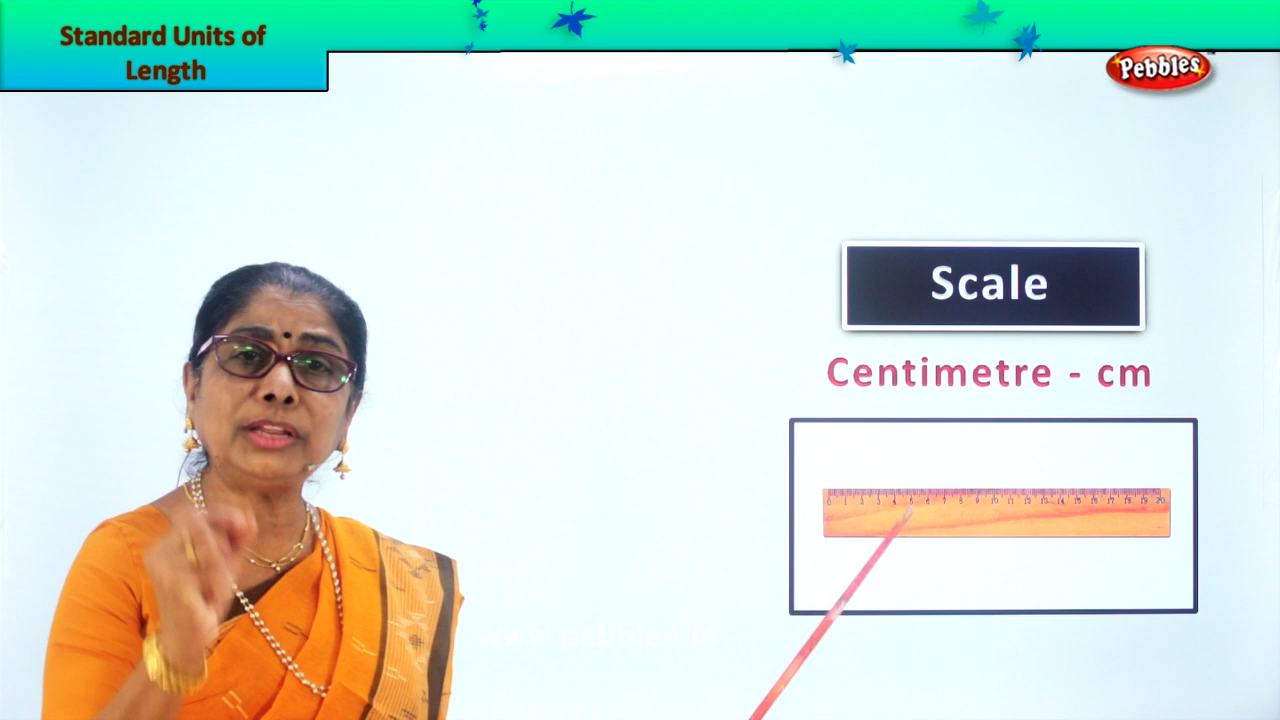 Standard Units of
Length
Pebbles
Scale
Centimetre - cm
0 1 2 3 4 5 6 7 8 9 10 11 12 13 14 15 16 17 18 19 20
www.pebbles.in